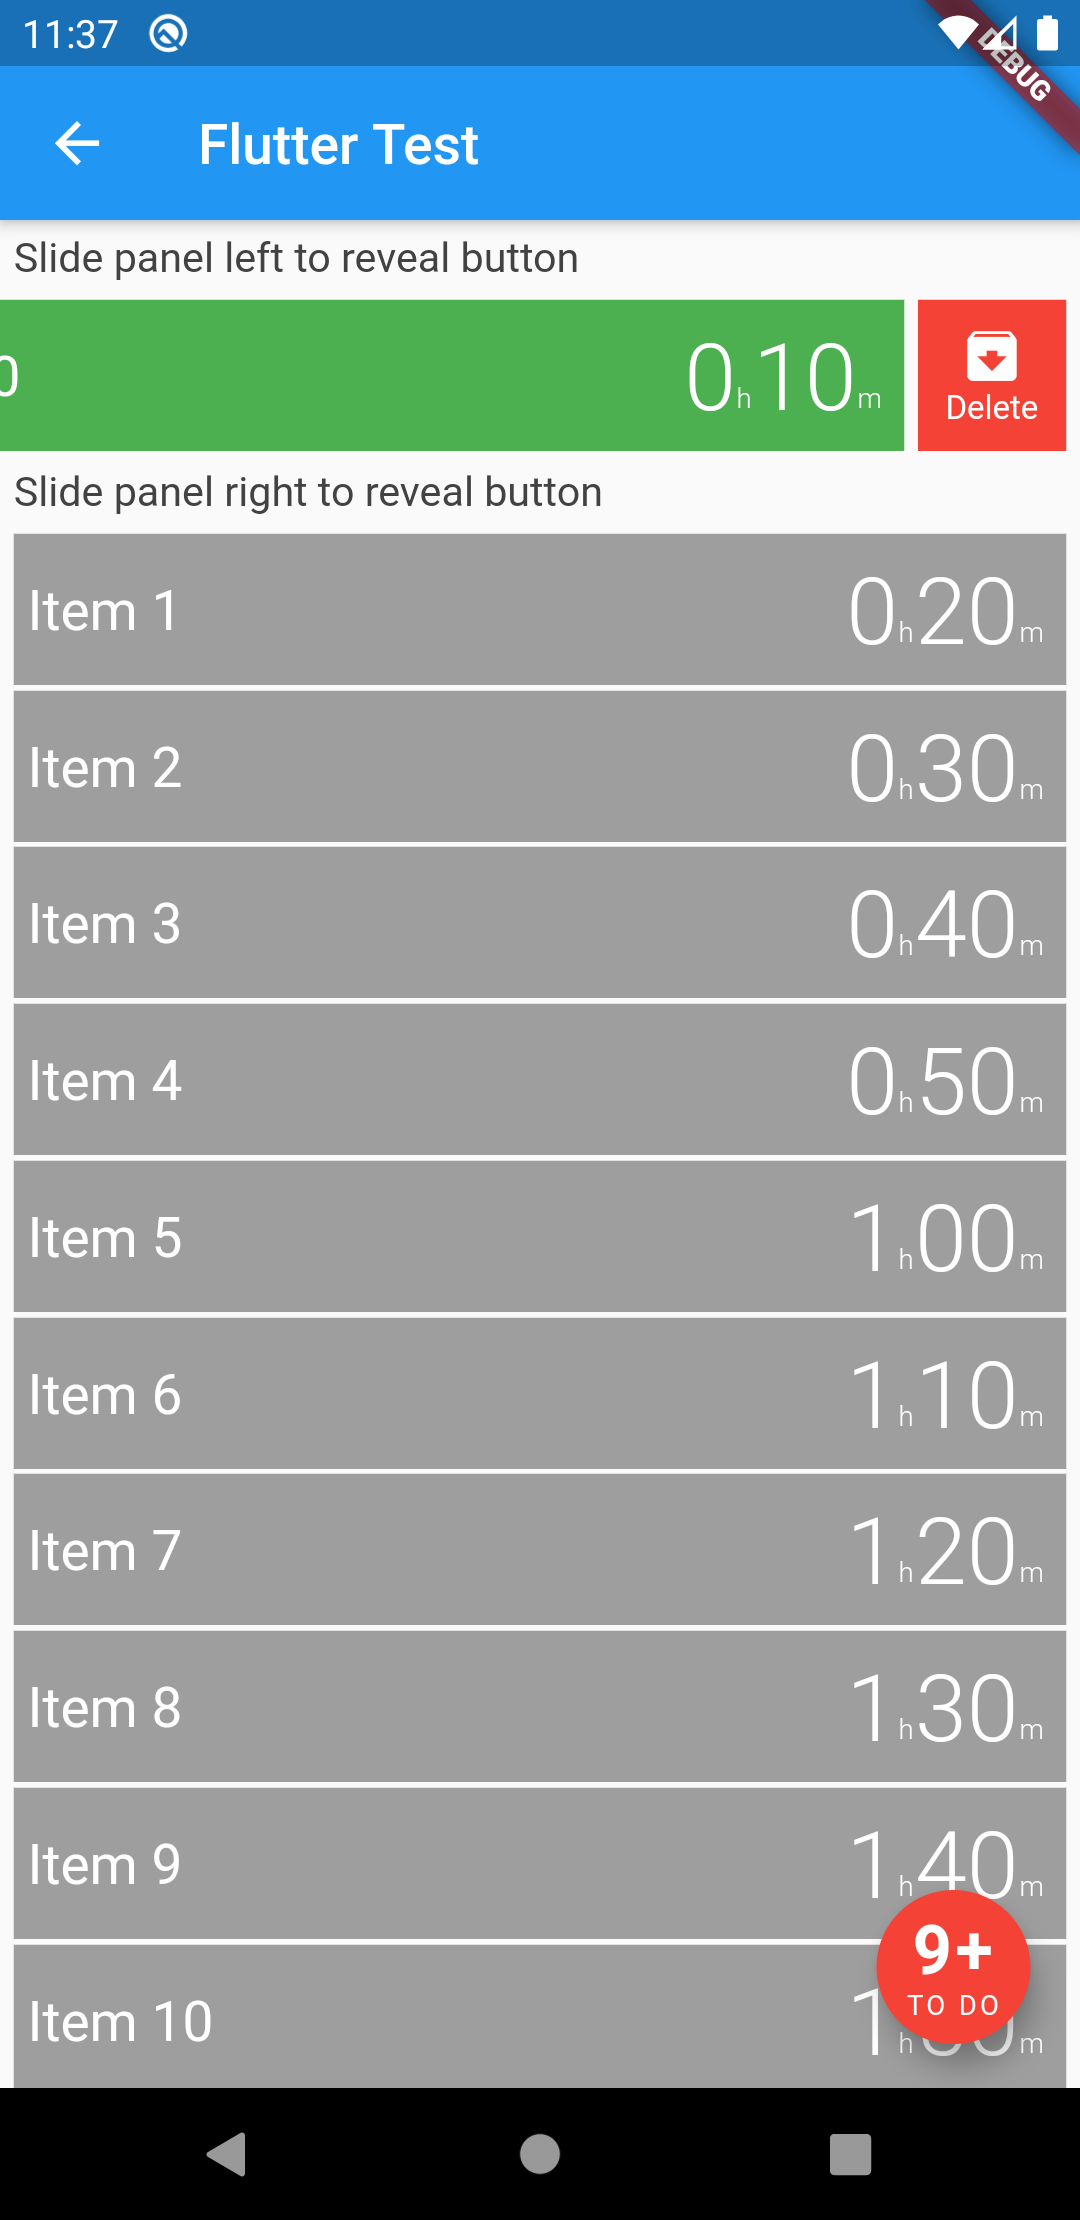 11:37
DEBUG
Flutter Test
Slide panel left to reveal button
0 0h10m
Delete
Slide panel right to reveal button
Item 1 0h20m
Item 2 0h30m
Item 3 0h40m
Item 4 0h50m
Item 5 1h00m
Item 6 1h10m
Item 7 1h20m
Item 8 1h30m
Item 9 1h40m
9+
TO DO
Item 10 1h m